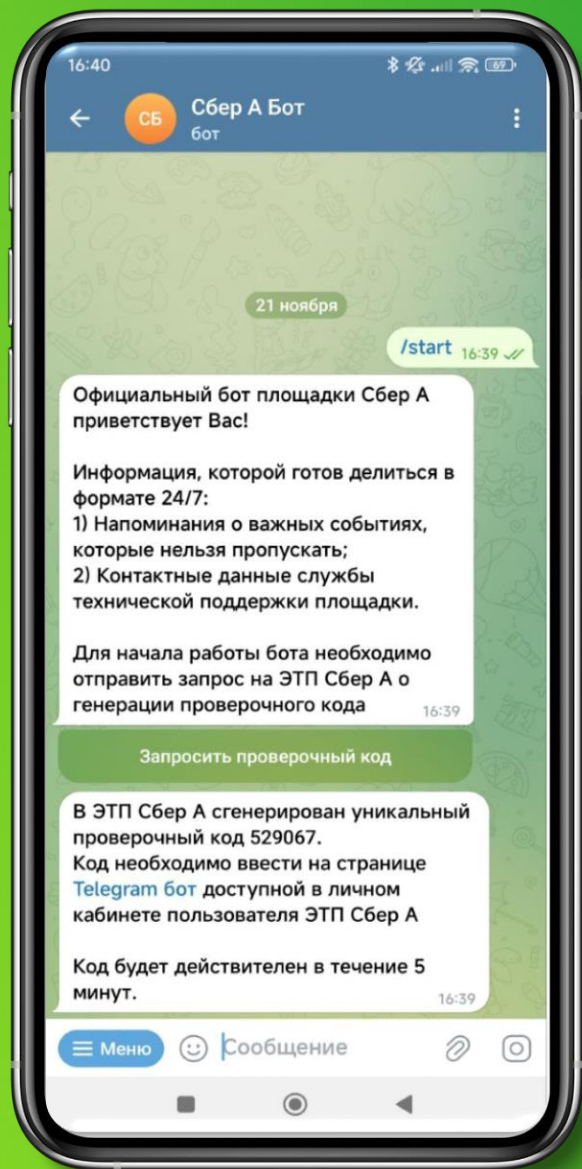 16:40
69
СБ
Сбер А Бот
бот
21 ноября
/start 16:39
Официальный бот площадки Сбер А
приветствует Вас!
Информация, которой готов делиться в
формате 24/7:
1) Напоминания о важных событиях,
которые нельзя пропускать;
2) Контактные данные службы
технической поддержки площадки.
Для начала работы бота необходимо
отправить запрос на ЭТП Сбер А о
генерации проверочного кода 16:39
Запросить проверочный код
В ЭТП Сбер А сгенерирован уникальный
проверочный код 529067.
Код необходимо ввести на странице
Telegram бот доступной в личном
кабинете пользователя ЭТП Сбер А
Код будет действителен в течение 5
минут. 16:39
Меню
Сообщение